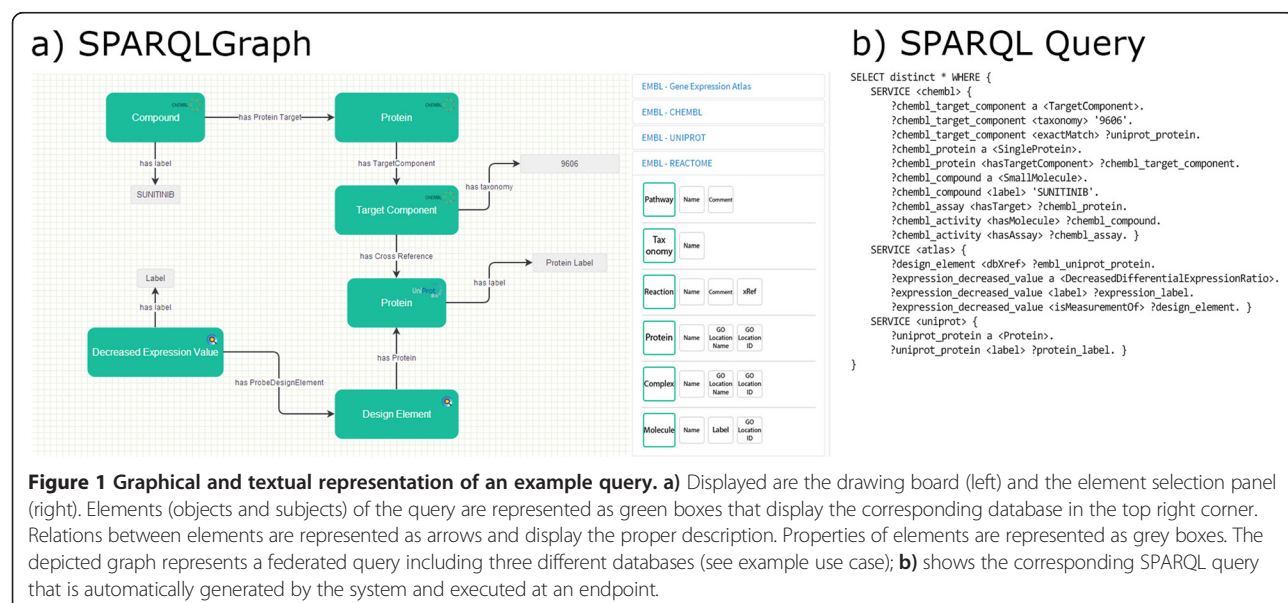 a) SPARQLGraph
Compound
CHEMBL
has Protein Target
Protein
CHEMBL
has label
SUNITINIB
has TargetComponent
9606
has taxonomy
Target Component
CHEMBL
has Cross Reference
Protein Label
Label
has label
Protein
UniProt
has label
Decreased Expression Value
has Protein
has ProbeDesignElement
Design Element
EMBL - Gene Expression Atlas
EMBL - CHEMBL
EMBL - UNIPROT
EMBL - REACTOME
Pathway Name Comment
Tax onomy Name
Reaction Name Comment xRef
Protein Name GO Location Name GO Location ID
Complex Name GO Location Name GO Location ID
Molecule Name Label GO Location ID
b) SPARQL Query
SELECT distinct * WHERE {
SERVICE <chembl> {
?chembl_target_component a <TargetComponent>.
?chembl_target_component <taxonomy> '9606'.
?chembl_target_component <exactMatch> ?uniprot_protein.
?chembl_protein a <SingleProtein>.
?chembl_protein <hasTargetComponent> ?chembl_target_component.
?chembl_compound a <SmallMolecule>.
?chembl_compound <label> 'SUNITINIB'.
?chembl_assay <hasTarget> ?chembl_protein.
?chembl_activity <hasMolecule> ?chembl_compound.
?chembl_activity <hasAssay> ?chembl_assay. }
SERVICE <atlas> {
?design_element <dbXref> ?embl_uniprot_protein.
?expression_decreased_value a <DecreasedDifferentialExpressionRatio>.
?expression_decreased_value <label> ?expression_label.
?expression_decreased_value <isMeasurementOf> ?design_element. }
SERVICE <uniprot> {
?uniprot_protein a <Protein>.
?uniprot_protein <label> ?protein_label. }
}
Figure 1 Graphical and textual representation of an example query. a) Displayed are the drawing board (left) and the element selection panel
(right). Elements (objects and subjects) of the query are represented as green boxes that display the corresponding database in the top right corner.
Relations between elements are represented as arrows and display the proper description. Properties of elements are represented as grey boxes. The
depicted graph represents a federated query including three different databases (see example use case); b) shows the corresponding SPARQL query
that is automatically generated by the system and executed at an endpoint.